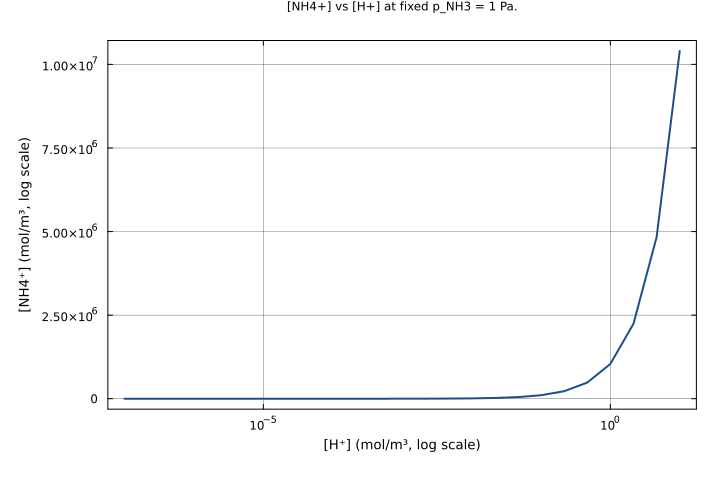 [NH4+] vs [H+] at fixed p_NH3 = 1 Pa.
1.00×10⁷
7.50×10⁶
5.00×10⁶
2.50×10⁶
0
[NH4⁺] (mol/m³, log scale)
10⁻⁵
10⁰
[H⁺] (mol/m³, log scale)